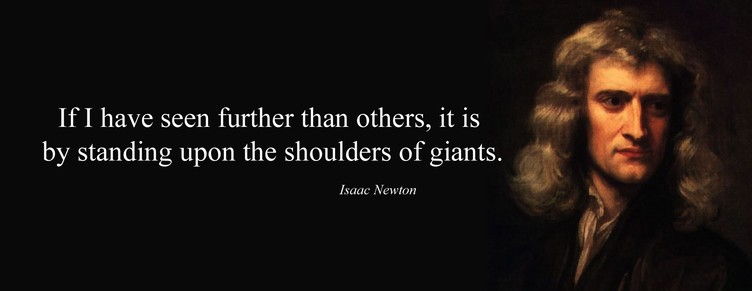 If I have seen further than others, it is
by standing upon the shoulders of giants.
Isaac Newton